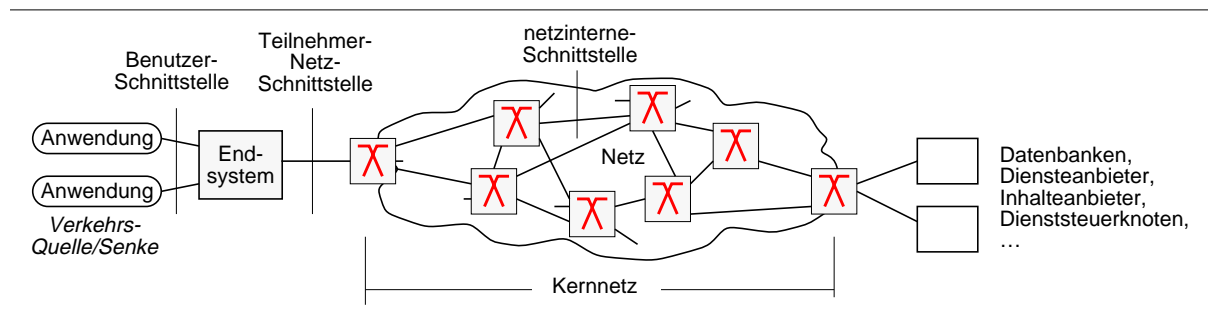 Benutzer-
Schnittstelle
Teilnehmer-
Netz-
Schnittstelle
netzinterne-
Schnittstelle
Anwendung
Anwendung
Verkehrs-
Quelle/Senke
End-
system
Netz
Kernnetz
Datenbanken,
Diensteanbieter,
Inhalteanbieter,
Dienststeuerknoten,
…